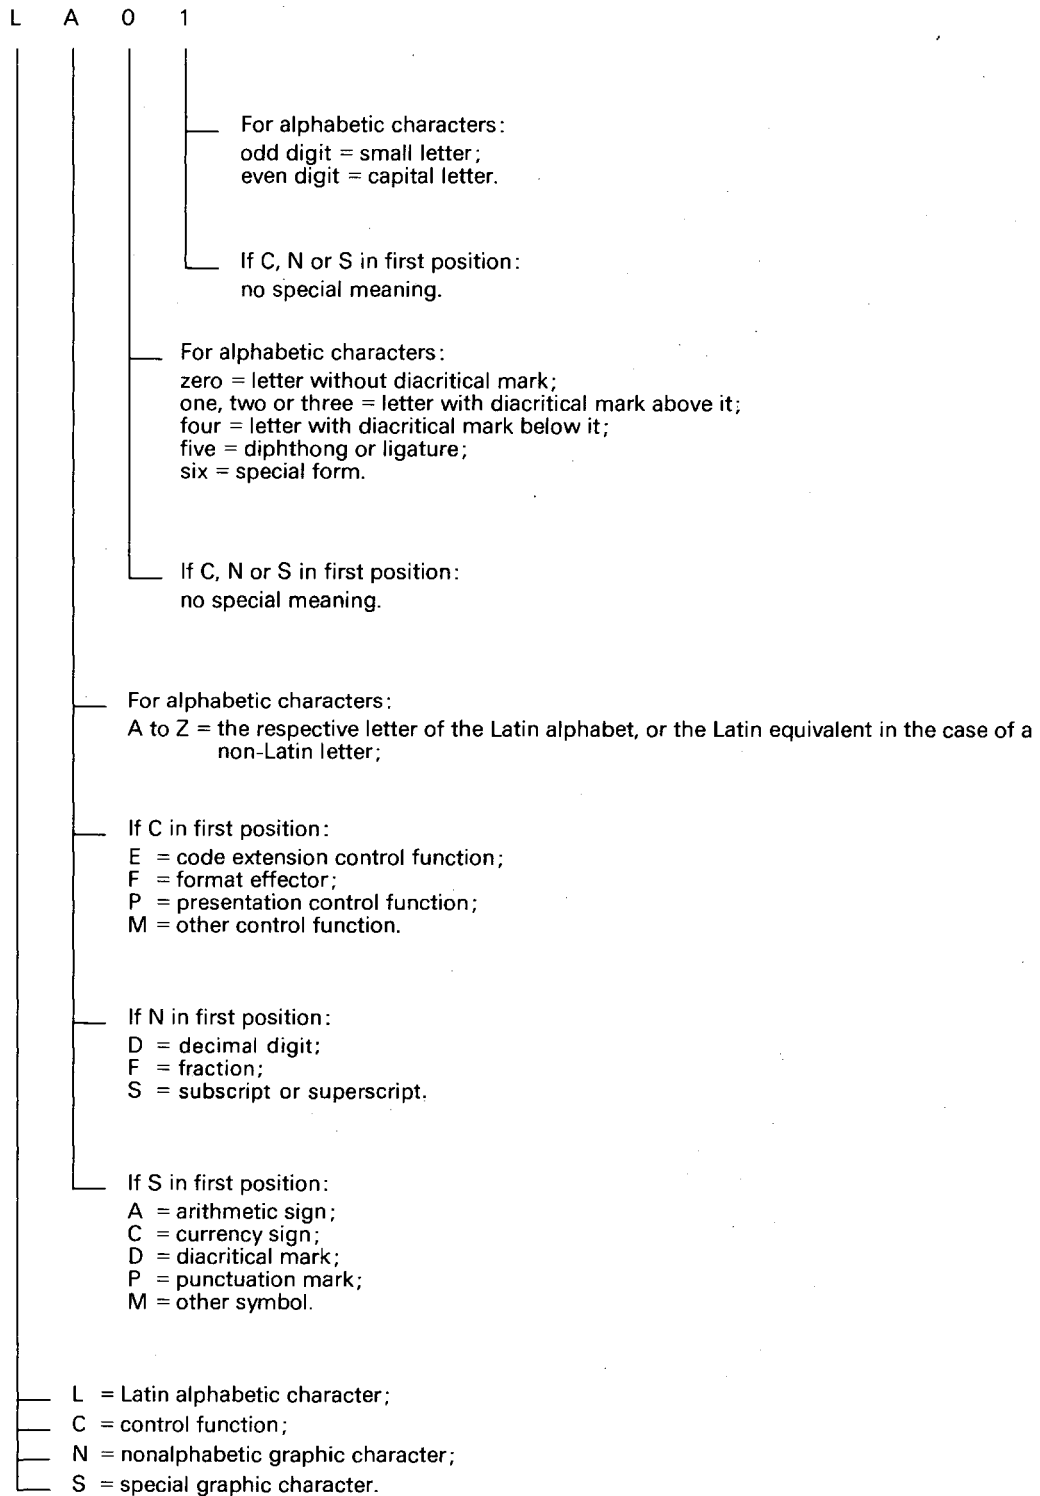 L A 0 1
For alphabetic characters:
odd digit = small letter;
even digit = capital letter.
If C, N or S in first position:
no special meaning.
For alphabetic characters:
zero = letter without diacritical mark;
one, two or three = letter with diacritical mark above it;
four = letter with diacritical mark below it;
five = diphthong or ligature;
six = special form.
If C, N or S in first position:
no special meaning.
For alphabetic characters:
A to Z = the respective letter of the Latin alphabet, or the Latin equivalent in the case of a
non-Latin letter;
If C in first position:
E = code extension control function;
F = format effector;
P = presentation control function;
M = other control function.
If N in first position:
D = decimal digit;
F = fraction;
S = subscript or superscript.
If S in first position:
A = arithmetic sign;
C = currency sign;
D = diacritical mark;
P = punctuation mark;
M = other symbol.
L = Latin alphabetic character;
C = control function;
N = nonalphabetic graphic character;
S = special graphic character.